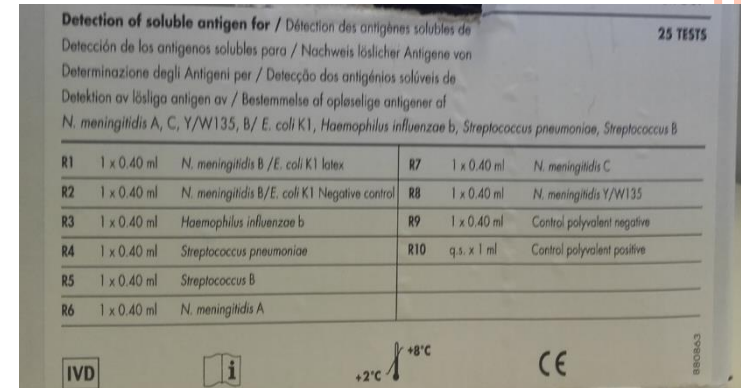 Detection of soluble antigen for / Détection des antigènes solubles de
25 TESTS
Detección de los antigenos solubles para / Nachweis löslicher Antigene von
Determinazione degli Antigeni per / Detecção dos antigénios solúveis de
Detektion av lösliga antigen av / Bestemmelse af opløselige antigener af
N. meningitidis A, C, Y/W135, B/ E. coli K1, Haemophilus influenzae b, Streptococcus pneumoniae, Streptococcus B
R1 1 x 0.40 ml N. meningitidis B /E. coli K1 latex R7 1 x 0.40 ml N. meningitidis C
R2 1 x 0.40 ml N. meningitidis B/E. coli K1 Negative control R8 1 x 0.40 ml N. meningitidis Y/W135
R3 1 x 0.40 ml Haemophilus influenzae b R9 1 x 0.40 ml Control polyvalent negative
R4 1 x 0.40 ml Streptococcus pneumoniae R10 q.s. x 1 ml Control polyvalent positive
R5 1 x 0.40 ml Streptococcus B
R6 1 x 0.40 ml N. meningitidis A
+8°C
IVD i +2°C CE
880863